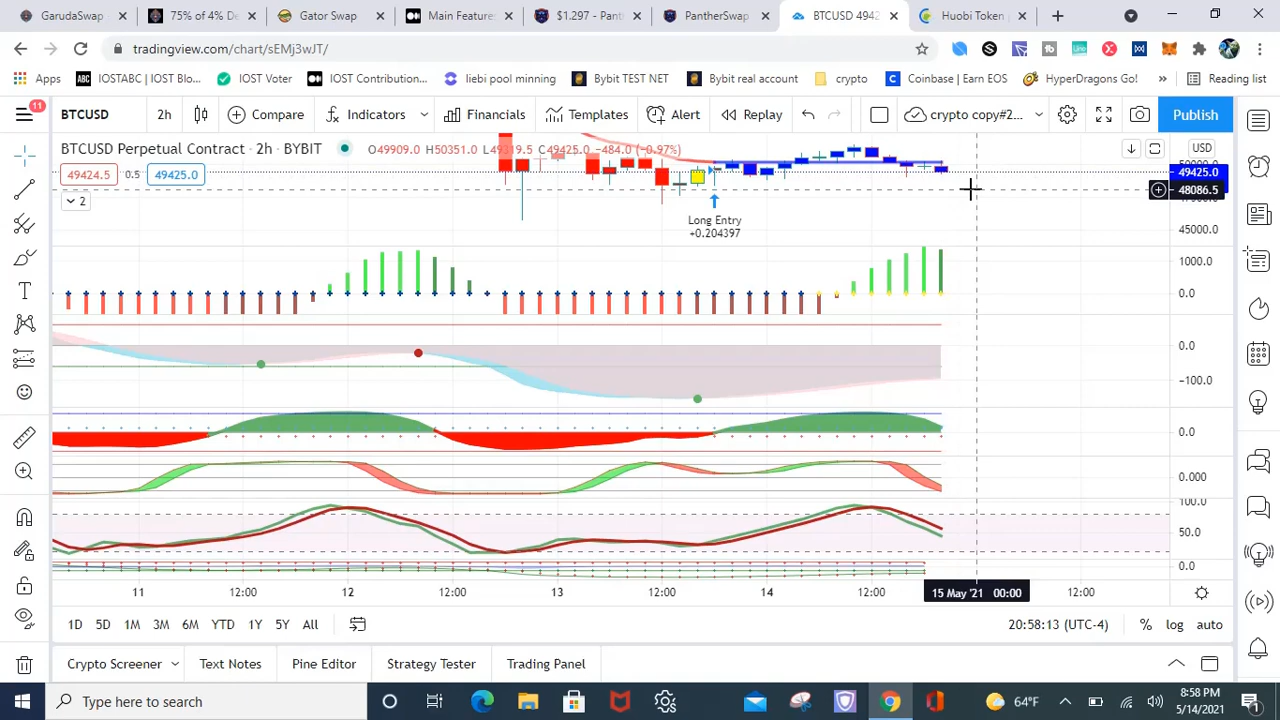 GarudaSwap
75% of 4% De
Gator Swap
Main Feature
$1.297 - Pant
PantherSwap
BTCUSD 4942
Huobi Token
tradingview.com/chart/sEMj3wJT/
Apps
ABC
IOSTABC | IOST Blo...
IOST Voter
IOST Contribution...
liebi pool minning
Bybit TEST NET
Bybit real account
crypto
Coinbase | Earn EOS
HyperDragons Go!
»
Reading list
11
BTCUSD
2h
Compare
Indicators
Financials
Templates
Alert
Replay
crypto copy#2...
Publish
BTCUSD Perpetual Contract · 2h · BYBIT
O49909.0 H50351.0 L49319.5 C49425.0 −484.0 (−0.97%)
USD
49424.5
0.5
49425.0
49425.0
48086.5
2
Long Entry
+0.204397
45000.0
1000.0
0.0
0.0
−100.0
0.0
0.000
100.0
50.0
0.0
11
12:00
12
12:00
13
12:00
14
12:00
15 May '21 00:00
12:00
1D
5D
1M
3M
6M
YTD
1Y
5Y
All
20:58:13 (UTC-4)
%
log
auto
Crypto Screener
Text Notes
Pine Editor
Strategy Tester
Trading Panel
Type here to search
64°F
8:58 PM
5/14/2021
1